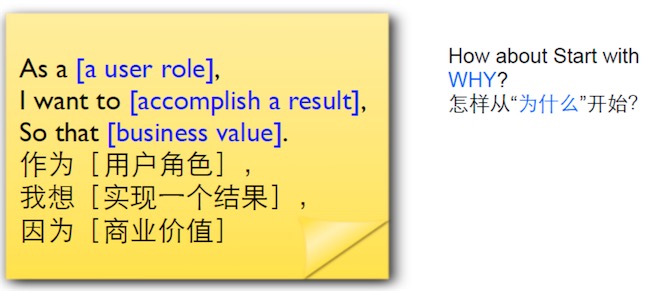 As a [a user role],
I want to [accomplish a result],
So that [business value].
作为［用户角色］，
我想［实现一个结果］，
因为［商业价值］
How about Start with
WHY?
怎样从“为什么”开始?